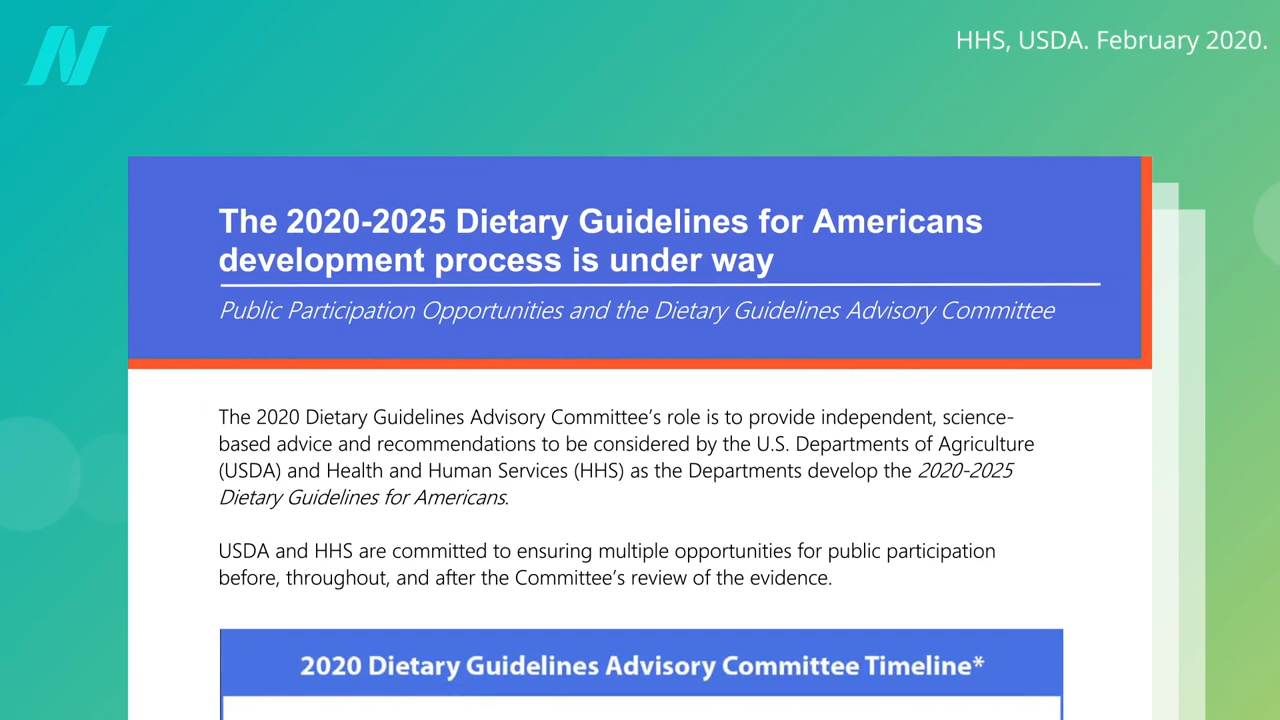 HHS, USDA. February 2020.
The 2020-2025 Dietary Guidelines for Americans
development process is under way
Public Participation Opportunities and the Dietary Guidelines Advisory Committee
The 2020 Dietary Guidelines Advisory Committee’s role is to provide independent, science-
based advice and recommendations to be considered by the U.S. Departments of Agriculture
(USDA) and Health and Human Services (HHS) as the Departments develop the 2020-2025
Dietary Guidelines for Americans.
USDA and HHS are committed to ensuring multiple opportunities for public participation
before, throughout, and after the Committee’s review of the evidence.
2020 Dietary Guidelines Advisory Committee Timeline*